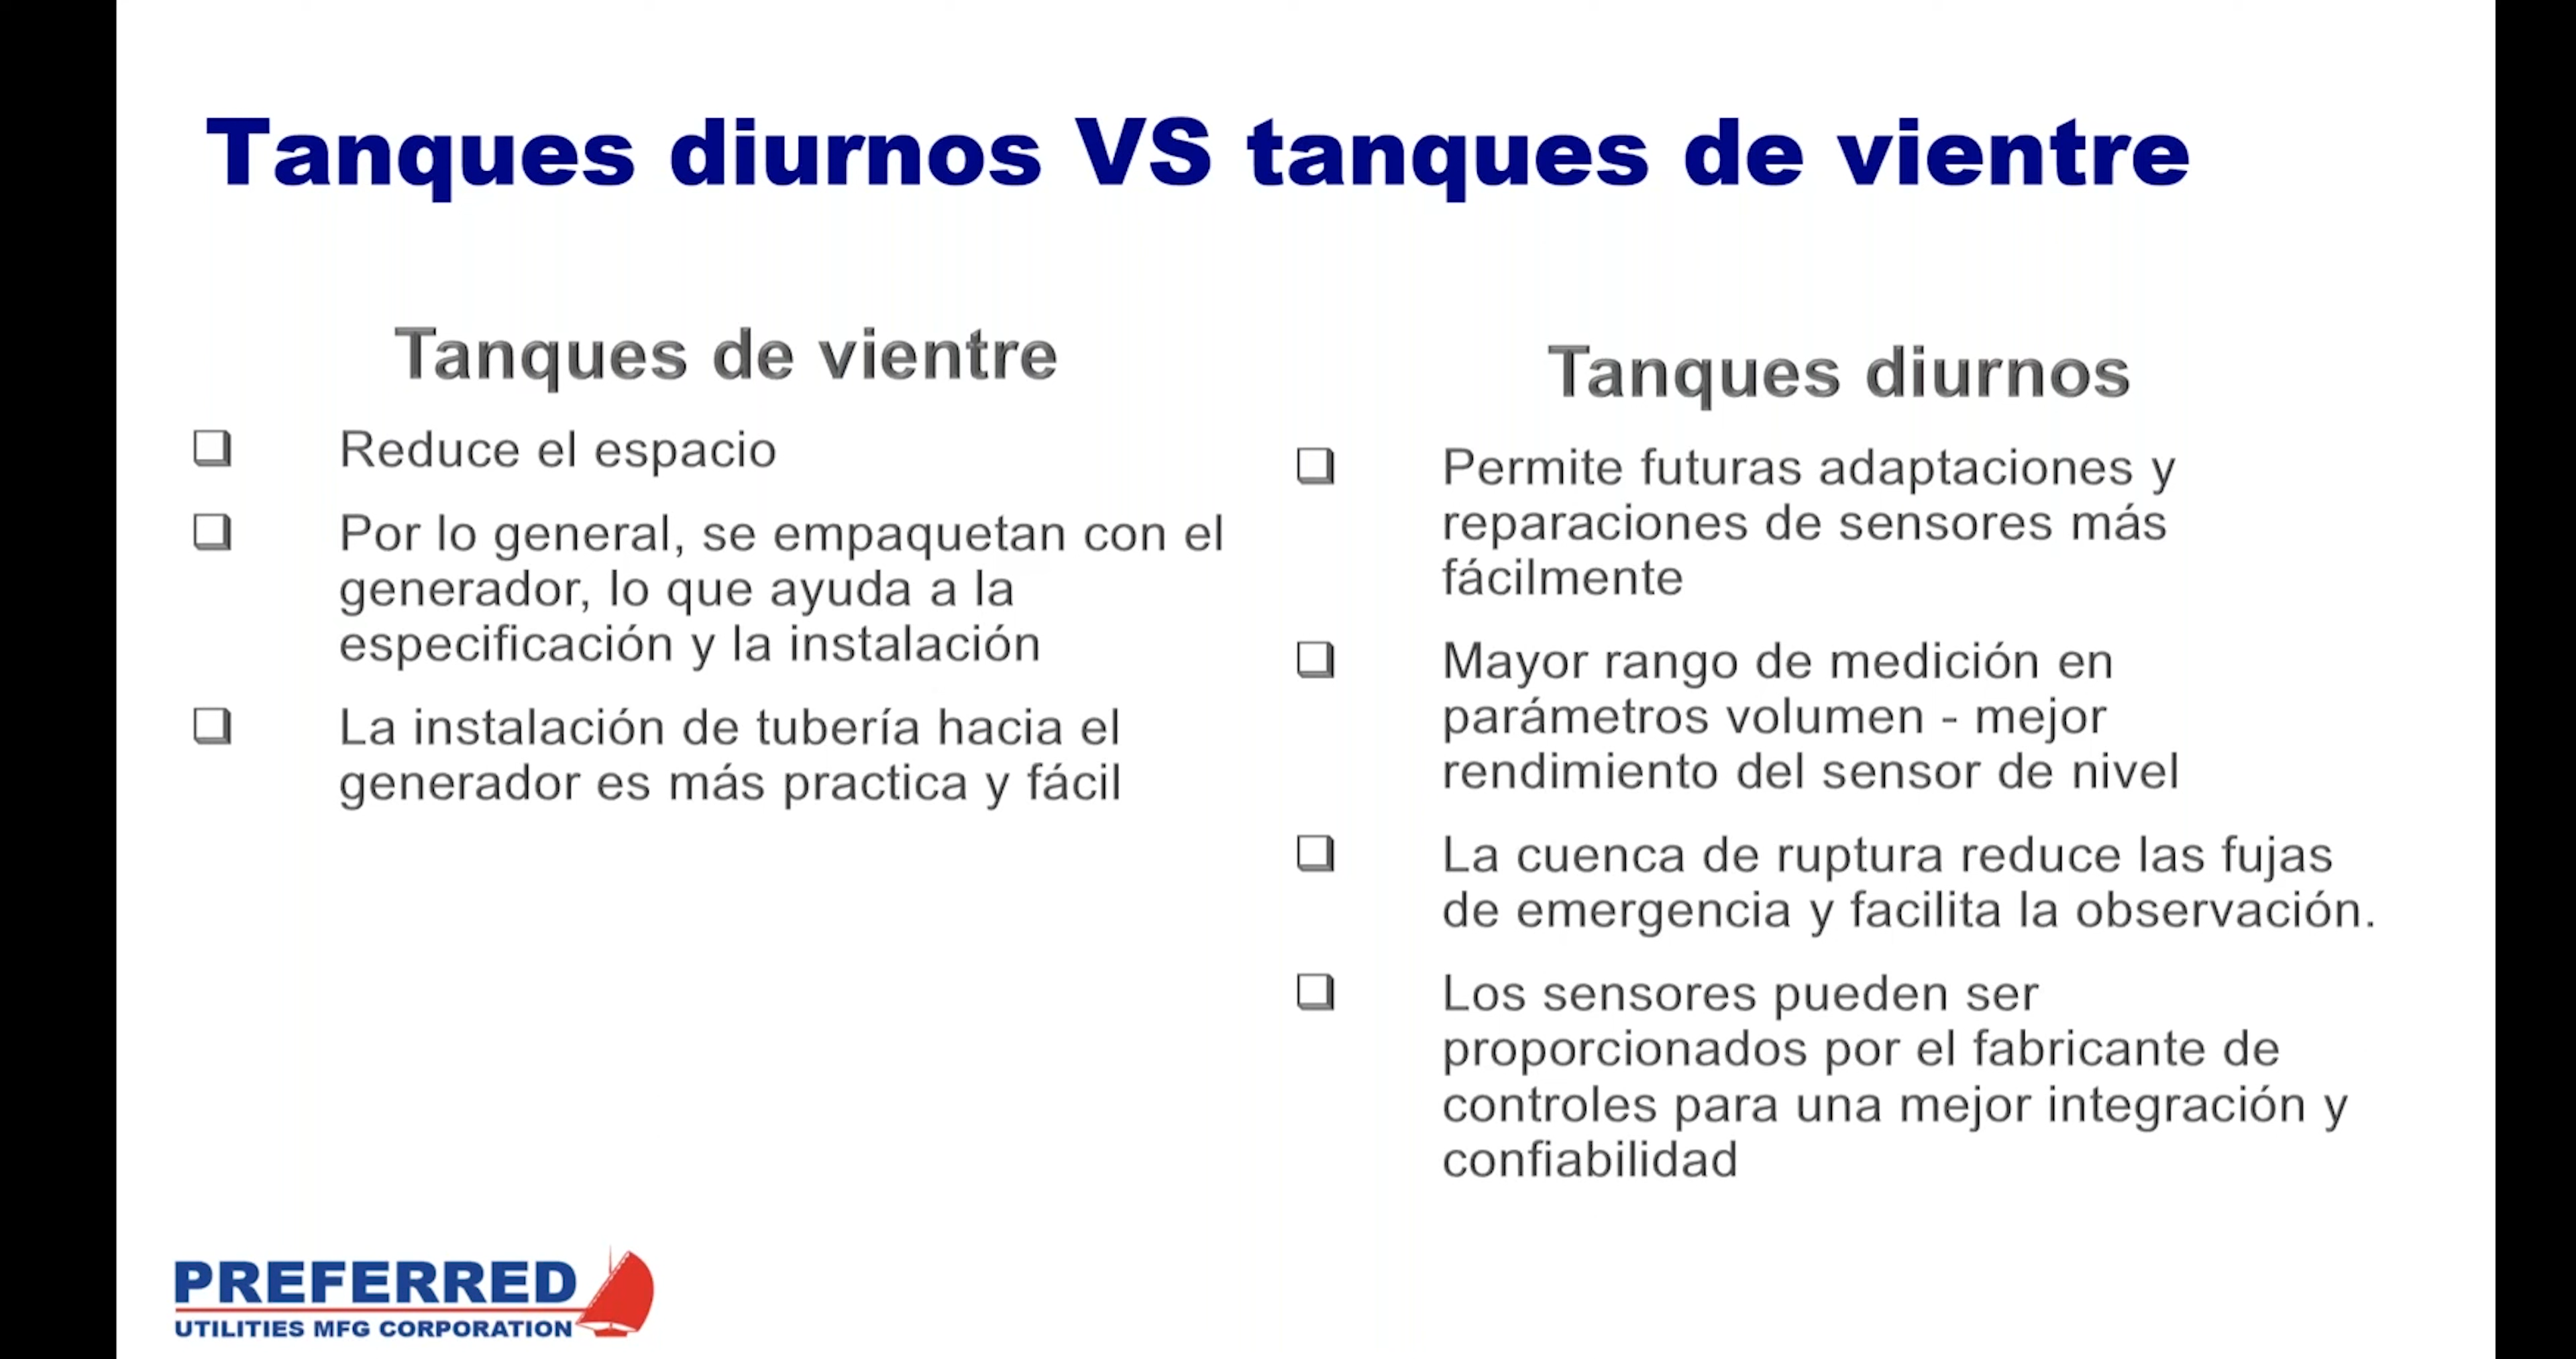 Tanques diurnos VS tanques de vientre
Tanques de vientre
Reduce el espacio
Por lo general, se empaquetan con el
generador, lo que ayuda a la
especificación y la instalación
La instalación de tubería hacia el
generador es más practica y fácil
Tanques diurnos
Permite futuras adaptaciones y
reparaciones de sensores más
fácilmente
Mayor rango de medición en
parámetros volumen - mejor
rendimiento del sensor de nivel
La cuenca de ruptura reduce las fujas
de emergencia y facilita la observación.
Los sensores pueden ser
proporcionados por el fabricante de
controles para una mejor integración y
confiabilidad
PREFERRED
UTILITIES MFG CORPORATION